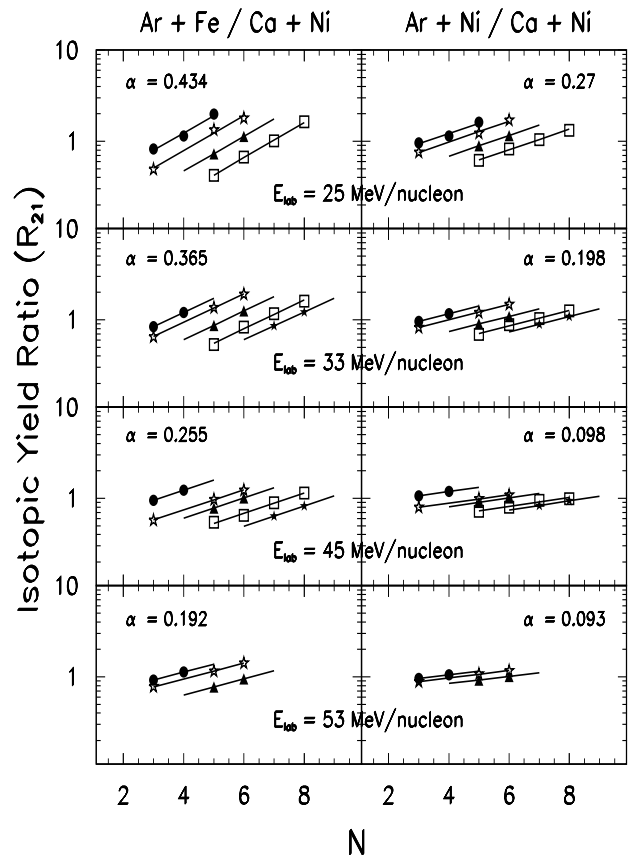 Ar + Fe / Ca + Ni
Ar + Ni / Ca + Ni
Isotopic Yield Ratio (R21)
10
α = 0.434
α = 0.27
1
E_lab = 25 MeV/nucleon
10
α = 0.365
α = 0.198
1
E_lab = 33 MeV/nucleon
10
α = 0.255
α = 0.098
1
E_lab = 45 MeV/nucleon
10
α = 0.192
α = 0.093
1
E_lab = 53 MeV/nucleon
2 4 6 8 2 4 6 8
N